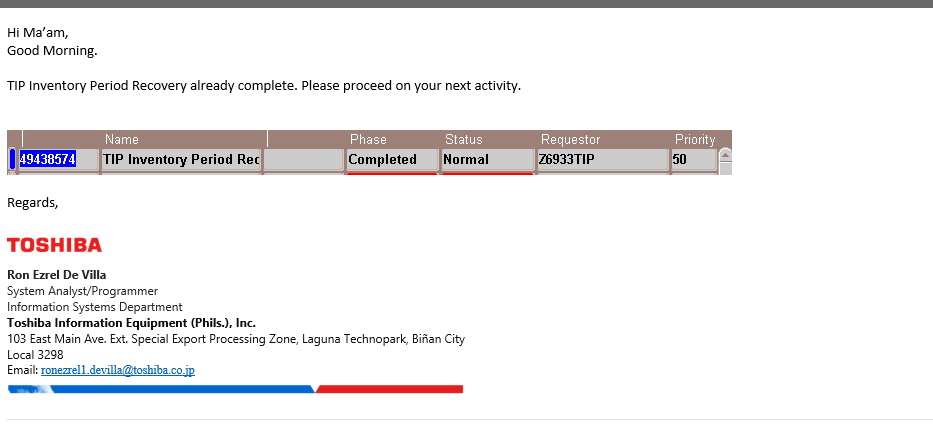 Hi Ma’am,
Good Morning.
TIP Inventory Period Recovery already complete. Please proceed on your next activity.
Name Phase Status Requestor Priority
49438574 TIP Inventory Period Rec Completed Normal Z6933TIP 50
Regards,
TOSHIBA
Ron Ezrel De Villa
System Analyst/Programmer
Information Systems Department
Toshiba Information Equipment (Phils.), Inc.
103 East Main Ave. Ext. Special Export Processing Zone, Laguna Technopark, Biñan City
Local 3298
Email: ronezrel1.devilla@toshiba.co.jp